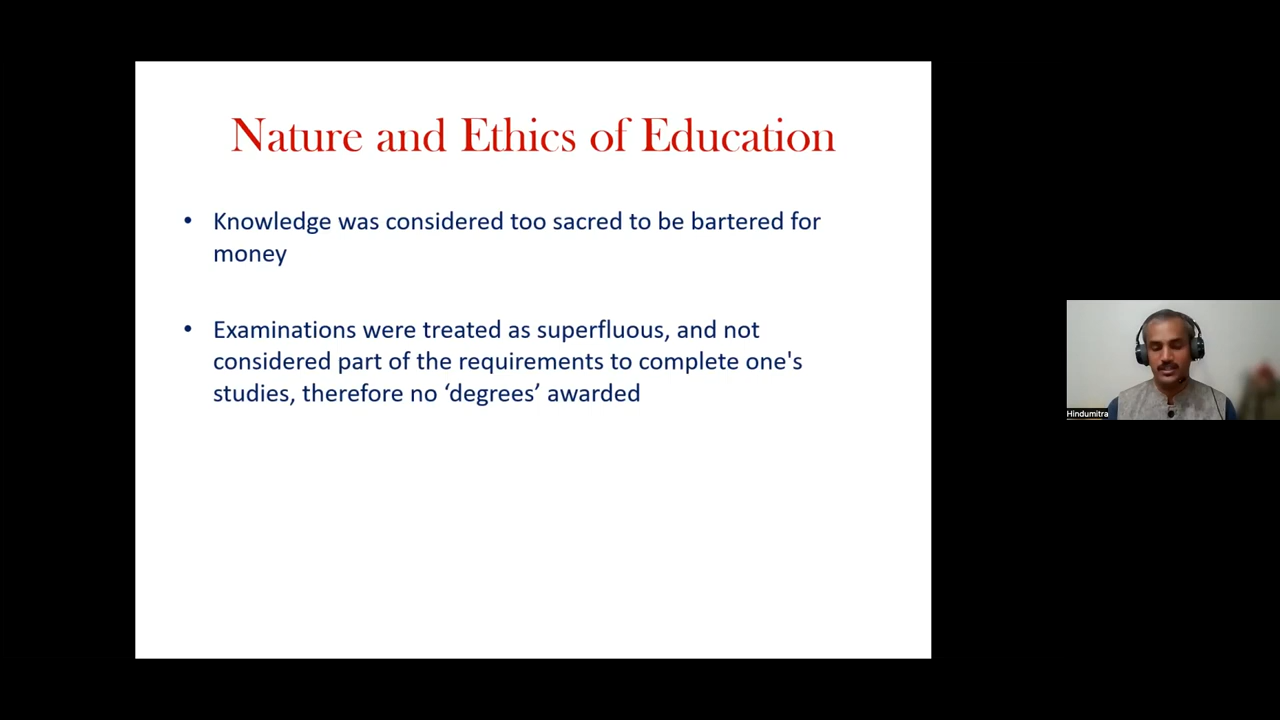 Nature and Ethics of Education
• Knowledge was considered too sacred to be bartered for
money
• Examinations were treated as superfluous, and not
considered part of the requirements to complete one's
studies, therefore no ‘degrees’ awarded
Hindumitra